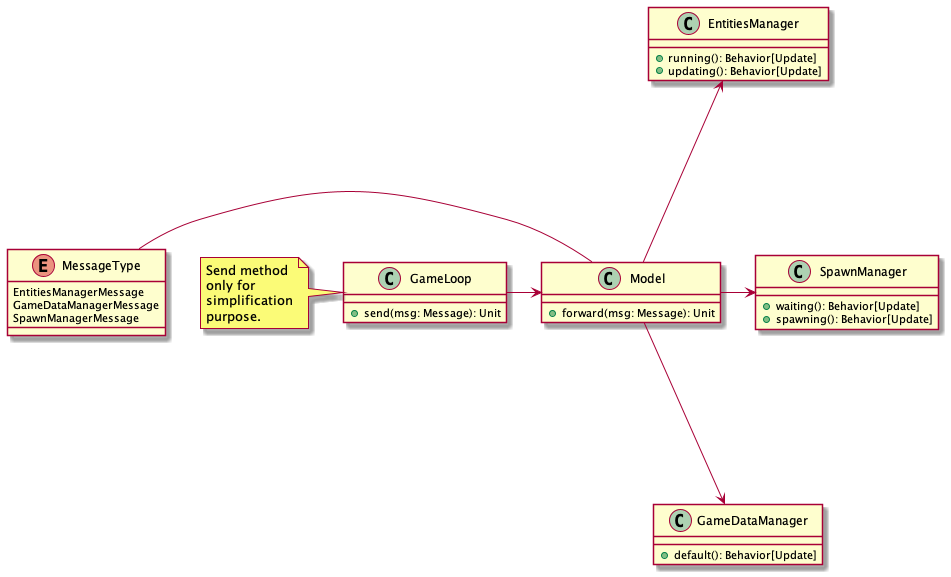 C EntitiesManager
running(): Behavior[Update]
updating(): Behavior[Update]
E MessageType
EntitiesManagerMessage
GameDataManagerMessage
SpawnManagerMessage
Send method
only for
simplification
purpose.
C GameLoop
send(msg: Message): Unit
C Model
forward(msg: Message): Unit
C SpawnManager
waiting(): Behavior[Update]
spawning(): Behavior[Update]
C GameDataManager
default(): Behavior[Update]